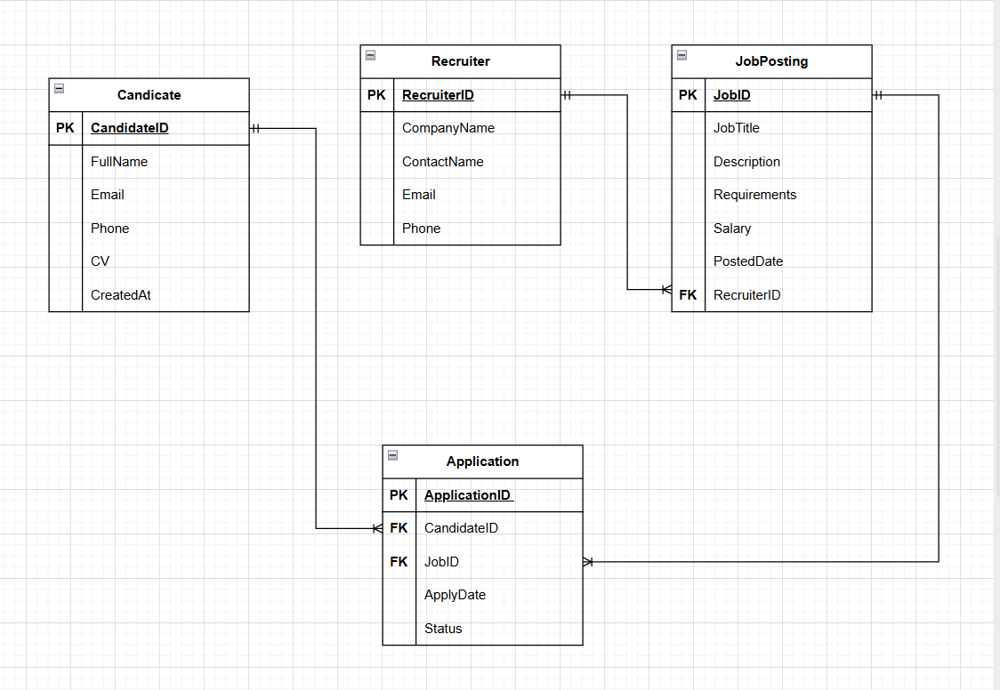 Candicate
PK CandidateID
FullName
Email
Phone
CV
CreatedAt
Recruiter
PK RecruiterID
CompanyName
ContactName
Email
Phone
JobPosting
PK JobID
JobTitle
Description
Requirements
Salary
PostedDate
FK RecruiterID
Application
PK ApplicationID
FK CandidateID
FK JobID
ApplyDate
Status